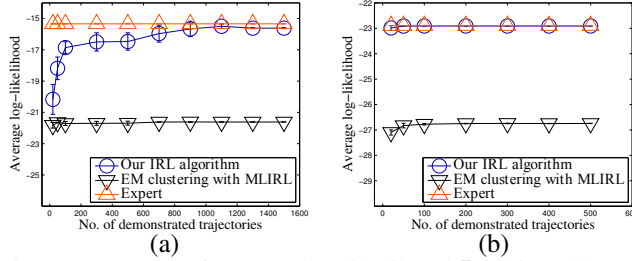 −15
−17
−19
−21
−23
−25
Average log−likelihood
0 200 400 600 800 1000 1200 1400 1600
No. of demonstrated trajectories
Our IRL algorithm
EM clustering with MLIRL
Expert
(a)
−23
−24
−25
−26
−27
−28
−29
Average log−likelihood
0 100 200 300 400 500 600
No. of demonstrated trajectories
Our IRL algorithm
EM clustering with MLIRL
Expert
(b)